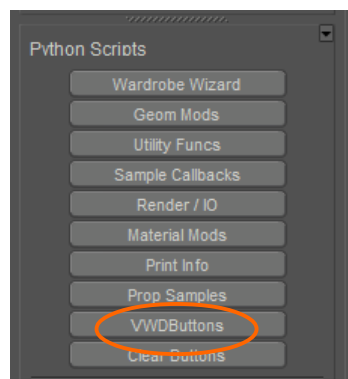 Python Scripts
Wardrobe Wizard
Geom Mods
Utility Funcs
Sample Callbacks
Render / IO
Material Mods
Print Info
Prop Samples
VWDButtons
Clear Buttons